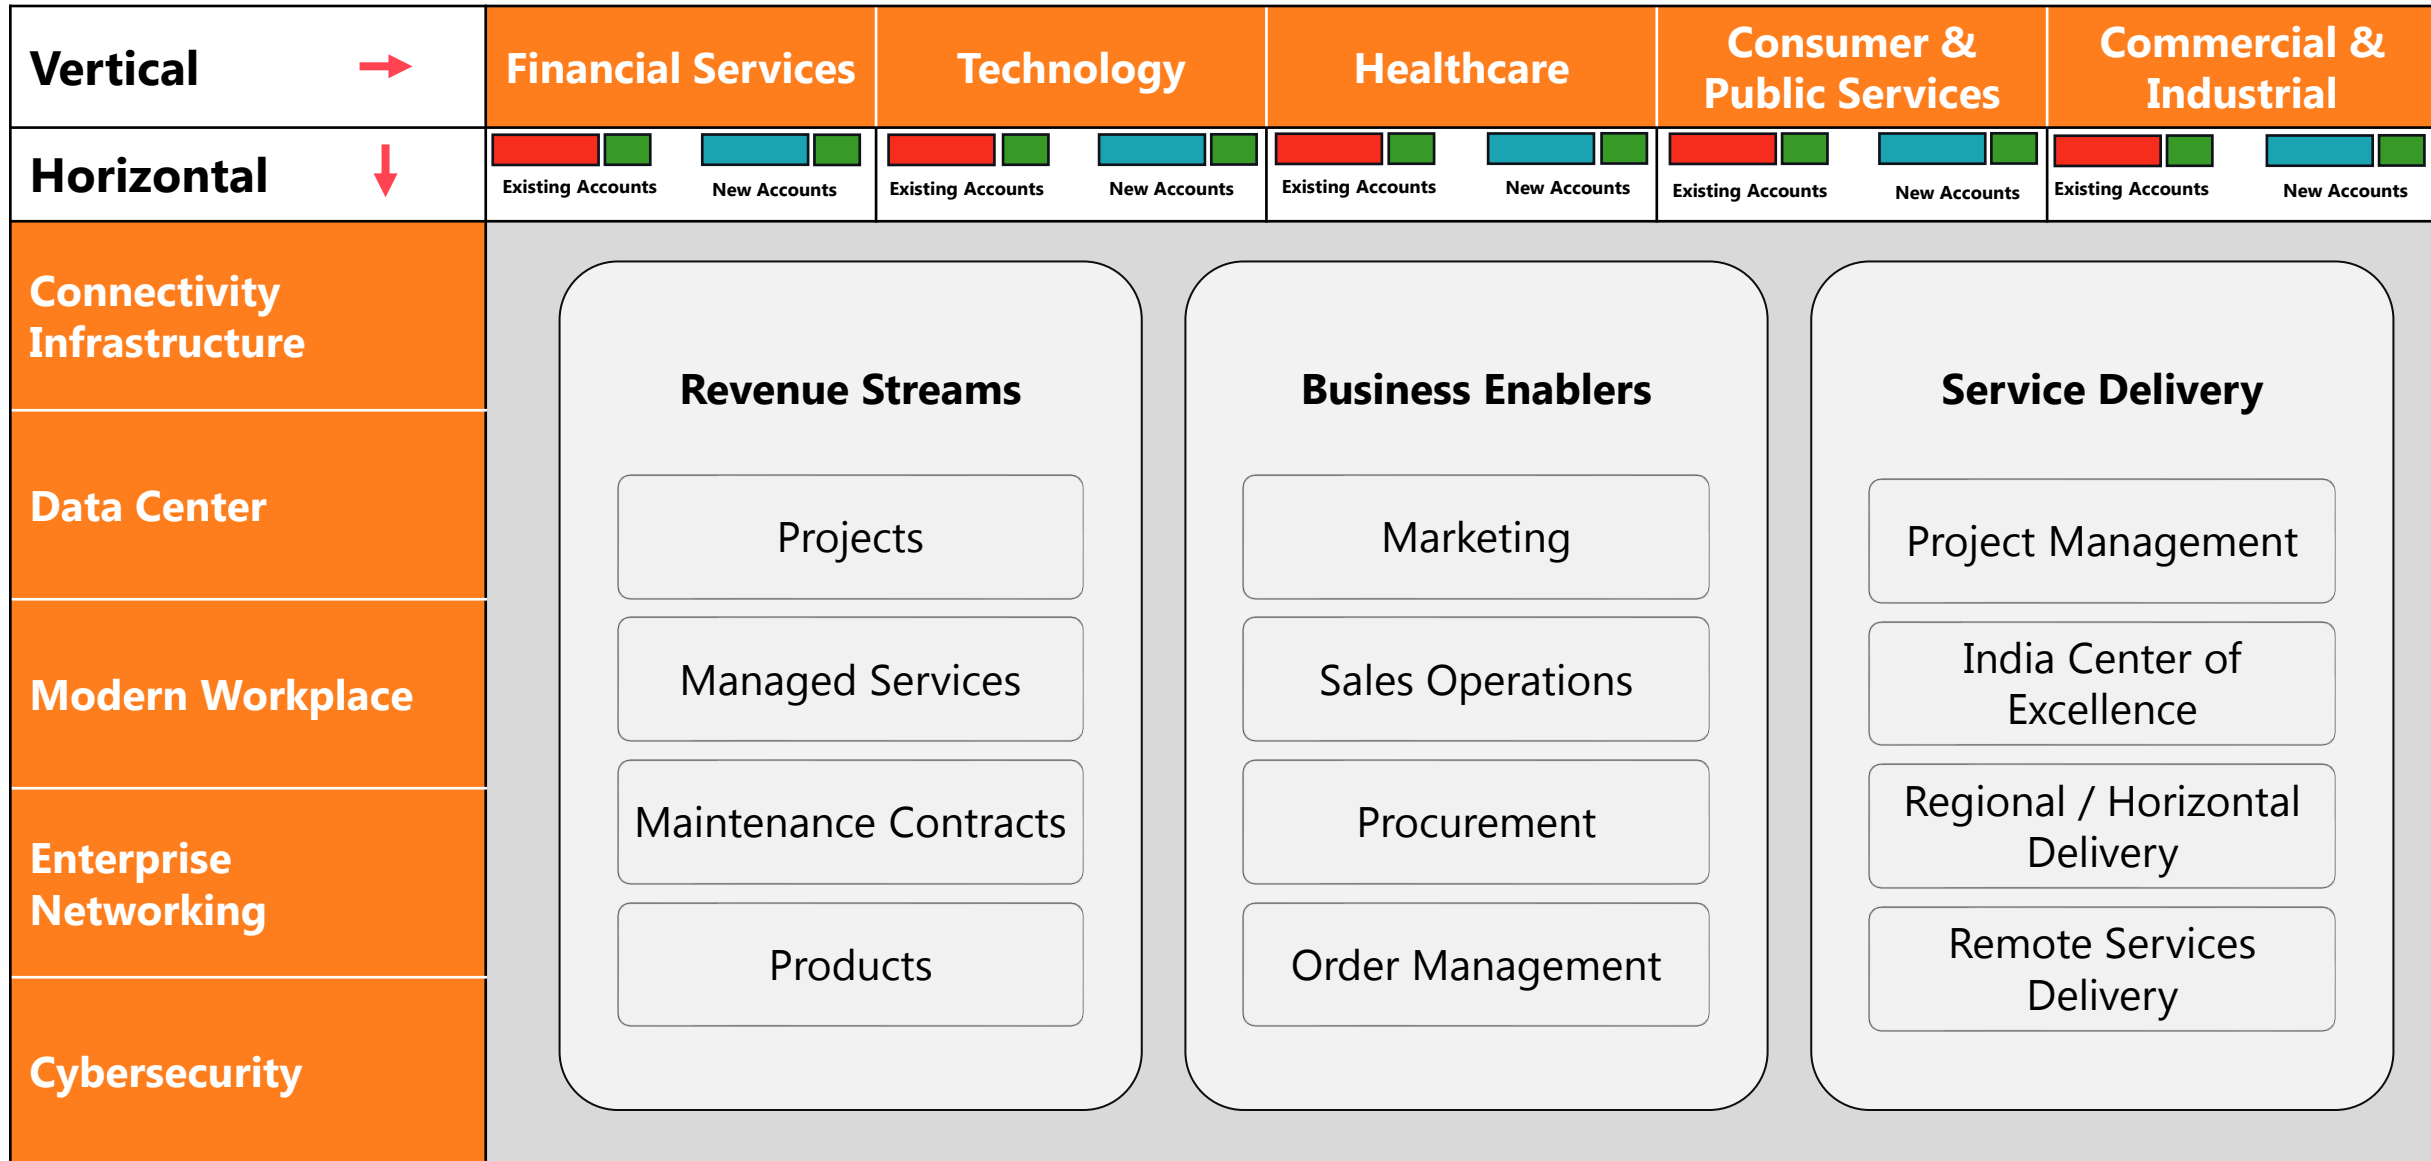 Vertical
Financial Services
Technology
Healthcare
Consumer &
Public Services
Commercial &
Industrial
Horizontal
Existing Accounts
New Accounts
Existing Accounts
New Accounts
Existing Accounts
New Accounts
Existing Accounts
New Accounts
Existing Accounts
New Accounts
Connectivity
Infrastructure
Data Center
Modern Workplace
Enterprise
Networking
Cybersecurity
Revenue Streams
Projects
Managed Services
Maintenance Contracts
Products
Business Enablers
Marketing
Sales Operations
Procurement
Order Management
Service Delivery
Project Management
India Center of
Excellence
Regional / Horizontal
Delivery
Remote Services
Delivery